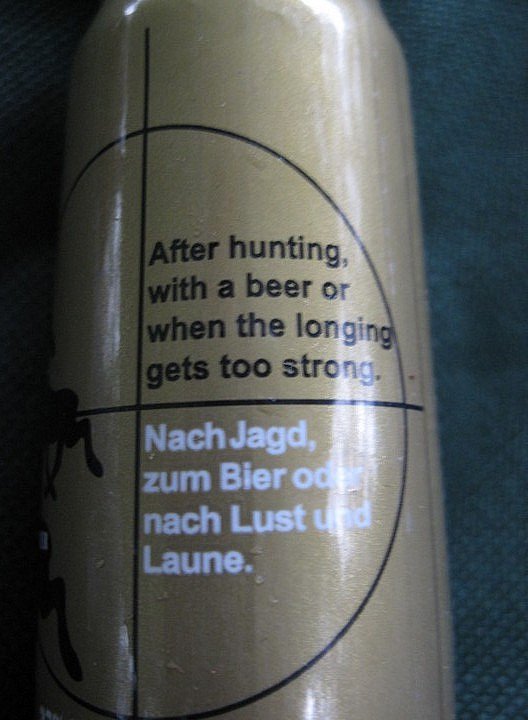 After hunting,
with a beer or
when the longing
gets too strong.
Nach Jagd,
zum Bier oder
nach Lust und
Laune.